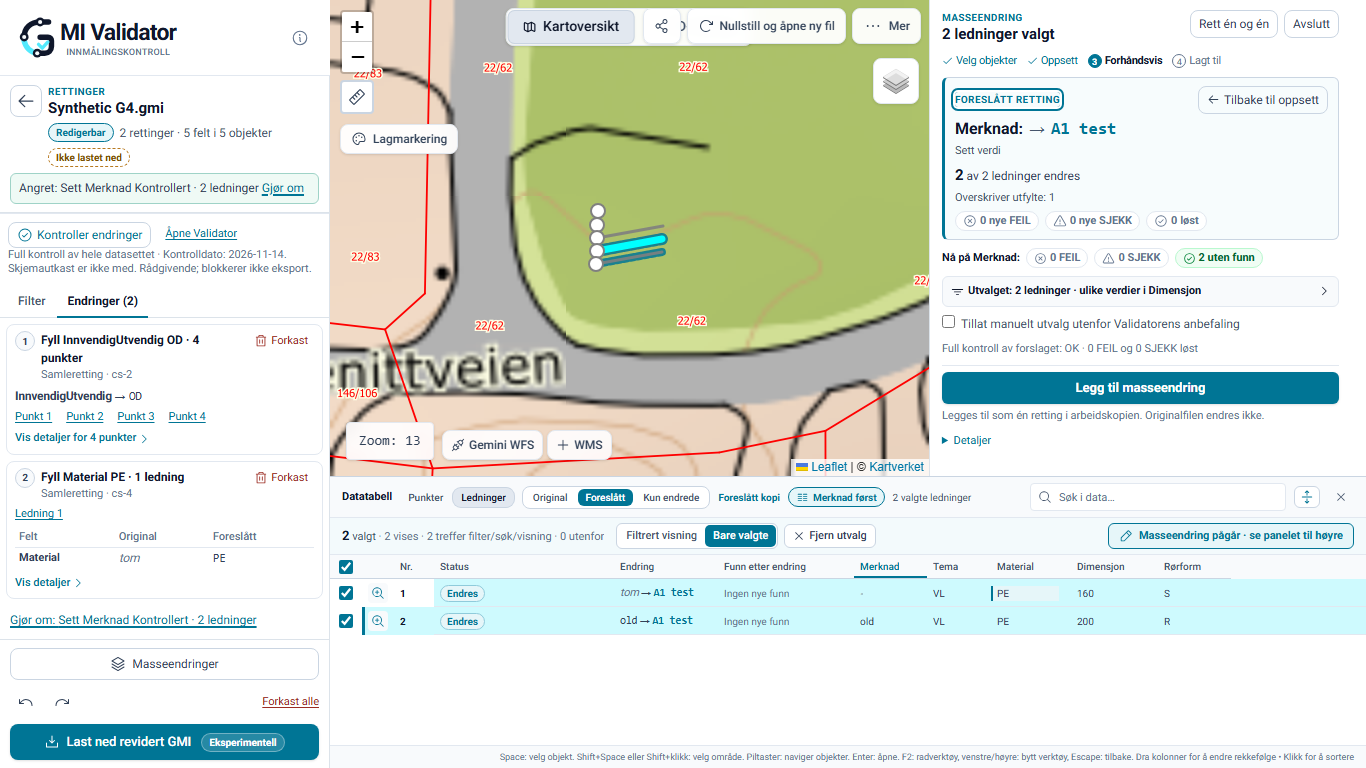 MI Validator
INNMÅLINGSKONTROLL
RETTINGER
Synthetic G4.gmi
Redigerbar 2 rettinger · 5 felt i 5 objekter
Ikke lastet ned
Angret: Sett Merknad Kontrollert · 2 ledninger Gjør om
Kontroller endringer Åpne Validator
Full kontroll av hele datasettet · Kontrolldato: 2026-11-14.
Skjemautkast er ikke med. Rådgivende; blokkerer ikke eksport.
Filter Endringer (2)
1 Fyll InnvendigUtvendig OD · 4 punkter Forkast
Samleretting · cs-2
InnvendigUtvendig → OD
Punkt 1 Punkt 2 Punkt 3 Punkt 4
Vis detaljer for 4 punkter
2 Fyll Material PE · 1 ledning Forkast
Samleretting · cs-4
Ledning 1
Felt Original Foreslått
Material tom PE
Vis detaljer
Gjør om: Sett Merknad Kontrollert · 2 ledninger
Masseendringer
Forkast alle
Last ned revidert GMI Eksperimentell
+
−
Kartoversikt
Nullstill og åpne ny fil
··· Mer
Lagmarkering
22/83
22/62
22/62
22/83
22/62
22/62
22/
146/106
nittveien
Zoom: 13
Gemini WFS
+ WMS
Leaflet | © Kartverket
MASSEENDRING
2 ledninger valgt
Rett én og én Avslutt
Velg objekter Oppsett 3 Forhåndsvis 4 Lagt til
FORESLÅTT RETTING
← Tilbake til oppsett
Merknad: → A1 test
Sett verdi
2 av 2 ledninger endres
Overskriver utfylte: 1
0 nye FEIL 0 nye SJEKK 0 løst
Nå på Merknad: 0 FEIL 0 SJEKK 2 uten funn
Utvalget: 2 ledninger · ulike verdier i Dimensjon
Tillat manuelt utvalg utenfor Validatorens anbefaling
Full kontroll av forslaget: OK · 0 FEIL og 0 SJEKK løst
Legg til masseendring
Legges til som én retting i arbeidskopien. Originalfilen endres ikke.
Detaljer
Datatabell Punkter Ledninger Original Foreslått Kun endrede Foreslått kopi Merknad først 2 valgte ledninger Søk i data…
2 valgt · 2 vises · 2 treffer filter/søk/visning · 0 utenfor Filtrert visning Bare valgte Fjern utvalg Masseendring pågår · se panelet til høyre
Nr. Status Endring Funn etter endring Merknad Tema Material Dimensjon Rørform
1 Endres tom → A1 test Ingen nye funn · VL PE 160 S
2 Endres old → A1 test Ingen nye funn old VL PE 200 R
Space: velg objekt. Shift+Space eller Shift+klikk: velg område. Piltaster: naviger objekter. Enter: åpne. F2: radverktøy, venstre/høyre: bytt verktøy, Escape: tilbake. Dra kolonner for å endre rekkefølge • Klikk for å sortere